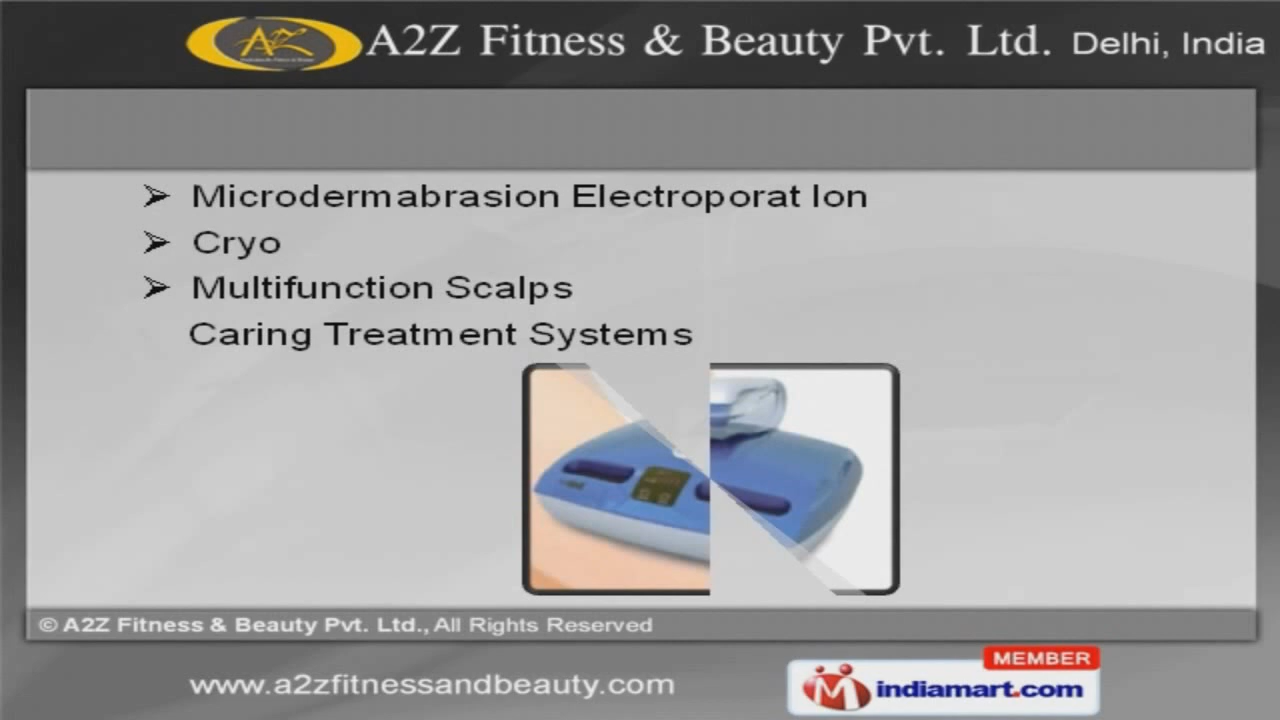 A2Z
A2Z Fitness & Beauty Pvt. Ltd. Delhi, India
➢ Microdermabrasion Electroporat Ion
➢ Cryo
➢ Multifunction Scalps
Caring Treatment Systems
© A2Z Fitness & Beauty Pvt. Ltd., All Rights Reserved
www.a2zfitnessandbeauty.com
MEMBER
indiamart.com